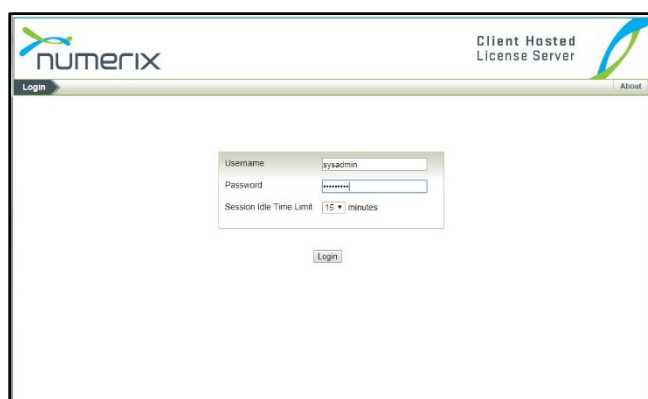 numerix
Client Hosted
License Server
Login
About
Username sysadmin
Password •••••••••
Session Idle Time Limit 15 minutes
Login